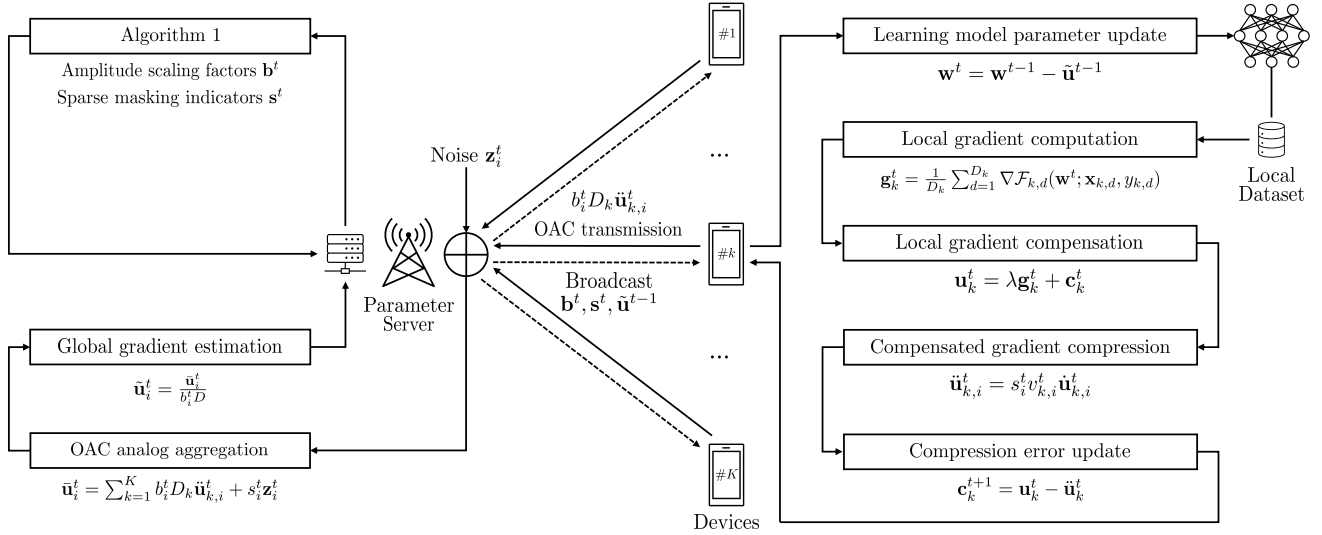 Algorithm 1
Amplitude scaling factors b^t
Sparse masking indicators s^t
Global gradient estimation
ũ_i^t = ū_i^t / b_i^t D
OAC analog aggregation
ū_i^t = ∑_{k=1}^K b_i^t D_k ü_{k,i}^t + s_i^t z_i^t
Noise z_i^t
Parameter
Server
b_i^t D_k ü_{k,i}^t
OAC transmission
Broadcast
b^t, s^t, ũ^{t−1}
#1
...
#k
...
#K
Devices
Learning model parameter update
w^t = w^{t−1} − ũ^{t−1}
Local gradient computation
g_k^t = 1/D_k ∑_{d=1}^{D_k} ∇F_{k,d}(w^t; x_{k,d}, y_{k,d})
Local
Dataset
Local gradient compensation
u_k^t = λg_k^t + c_k^t
Compensated gradient compression
ü_{k,i}^t = s_i^t v_{k,i}^t u̇_{k,i}^t
Compression error update
c_k^{t+1} = u_k^t − ü_k^t